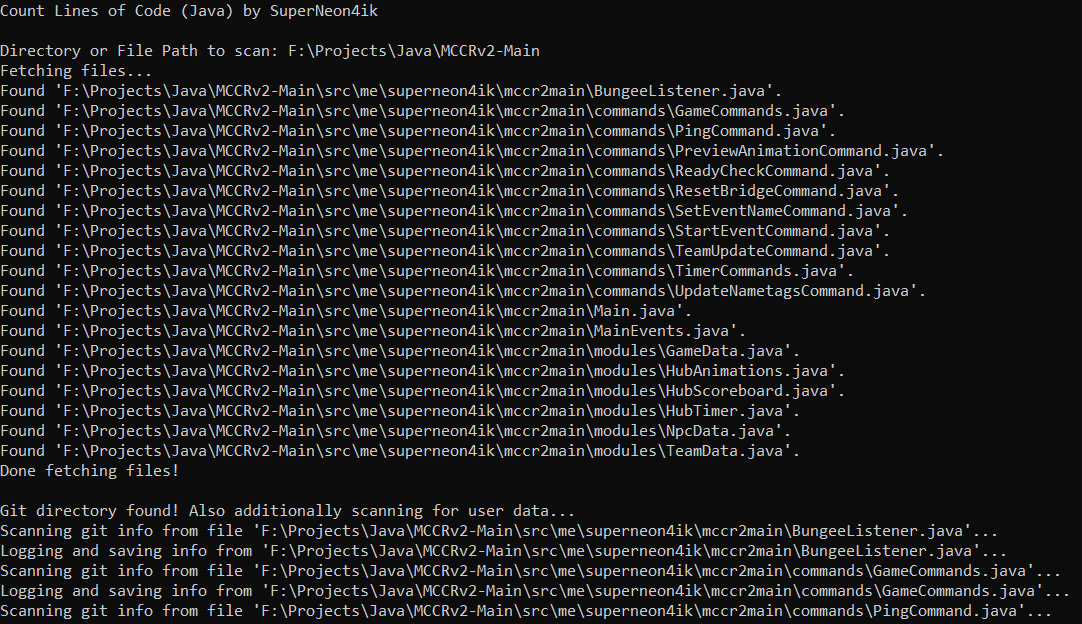 Count Lines of Code (Java) by SuperNeon4ik
Directory or File Path to scan: F:\Projects\Java\MCCRv2-Main
Fetching files...
Found 'F:\Projects\Java\MCCRv2-Main\src\me\superneon4ik\mccr2main\BungeeListener.java'.
Found 'F:\Projects\Java\MCCRv2-Main\src\me\superneon4ik\mccr2main\commands\GameCommands.java'.
Found 'F:\Projects\Java\MCCRv2-Main\src\me\superneon4ik\mccr2main\commands\PingCommand.java'.
Found 'F:\Projects\Java\MCCRv2-Main\src\me\superneon4ik\mccr2main\commands\PreviewAnimationCommand.java'.
Found 'F:\Projects\Java\MCCRv2-Main\src\me\superneon4ik\mccr2main\commands\ReadyCheckCommand.java'.
Found 'F:\Projects\Java\MCCRv2-Main\src\me\superneon4ik\mccr2main\commands\ResetBridgeCommand.java'.
Found 'F:\Projects\Java\MCCRv2-Main\src\me\superneon4ik\mccr2main\commands\SetEventNameCommand.java'.
Found 'F:\Projects\Java\MCCRv2-Main\src\me\superneon4ik\mccr2main\commands\StartEventCommand.java'.
Found 'F:\Projects\Java\MCCRv2-Main\src\me\superneon4ik\mccr2main\commands\TeamUpdateCommand.java'.
Found 'F:\Projects\Java\MCCRv2-Main\src\me\superneon4ik\mccr2main\commands\TimerCommands.java'.
Found 'F:\Projects\Java\MCCRv2-Main\src\me\superneon4ik\mccr2main\commands\UpdateNametagsCommand.java'.
Found 'F:\Projects\Java\MCCRv2-Main\src\me\superneon4ik\mccr2main\Main.java'.
Found 'F:\Projects\Java\MCCRv2-Main\src\me\superneon4ik\mccr2main\MainEvents.java'.
Found 'F:\Projects\Java\MCCRv2-Main\src\me\superneon4ik\mccr2main\modules\GameData.java'.
Found 'F:\Projects\Java\MCCRv2-Main\src\me\superneon4ik\mccr2main\modules\HubAnimations.java'.
Found 'F:\Projects\Java\MCCRv2-Main\src\me\superneon4ik\mccr2main\modules\HubScoreboard.java'.
Found 'F:\Projects\Java\MCCRv2-Main\src\me\superneon4ik\mccr2main\modules\HubTimer.java'.
Found 'F:\Projects\Java\MCCRv2-Main\src\me\superneon4ik\mccr2main\modules\NpcData.java'.
Found 'F:\Projects\Java\MCCRv2-Main\src\me\superneon4ik\mccr2main\modules\TeamData.java'.
Done fetching files!
Git directory found! Also additionally scanning for user data...
Scanning git info from file 'F:\Projects\Java\MCCRv2-Main\src\me\superneon4ik\mccr2main\BungeeListener.java'...
Logging and saving info from 'F:\Projects\Java\MCCRv2-Main\src\me\superneon4ik\mccr2main\BungeeListener.java'...
Scanning git info from file 'F:\Projects\Java\MCCRv2-Main\src\me\superneon4ik\mccr2main\commands\GameCommands.java'...
Logging and saving info from 'F:\Projects\Java\MCCRv2-Main\src\me\superneon4ik\mccr2main\commands\GameCommands.java'...
Scanning git info from file 'F:\Projects\Java\MCCRv2-Main\src\me\superneon4ik\mccr2main\commands\PingCommand.java'...